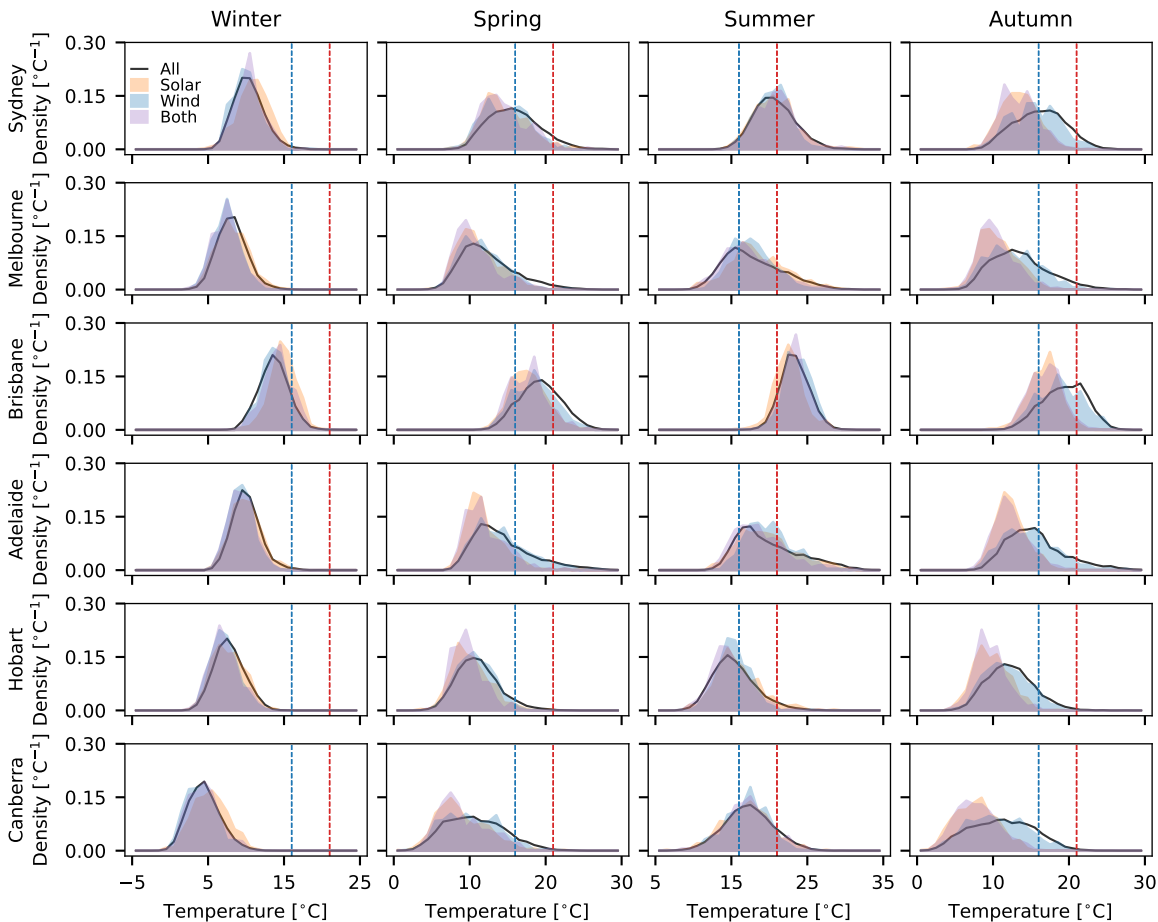 Winter Spring Summer Autumn
Sydney
Density [°C⁻¹]
0.30
0.15
0.00
All
Solar
Wind
Both
Melbourne
Density [°C⁻¹]
0.30
0.15
0.00
Brisbane
Density [°C⁻¹]
0.30
0.15
0.00
Adelaide
Density [°C⁻¹]
0.30
0.15
0.00
Hobart
Density [°C⁻¹]
0.30
0.15
0.00
Canberra
Density [°C⁻¹]
0.30
0.15
0.00
−5 5 15 25 0 10 20 30 5 15 25 35 0 10 20 30
Temperature [°C] Temperature [°C] Temperature [°C] Temperature [°C]